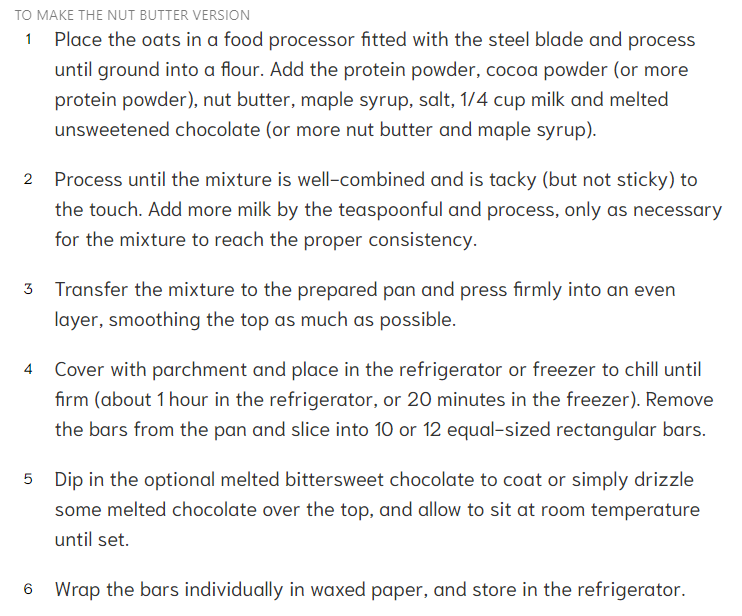 TO MAKE THE NUT BUTTER VERSION
1 Place the oats in a food processor fitted with the steel blade and process
until ground into a flour. Add the protein powder, cocoa powder (or more
protein powder), nut butter, maple syrup, salt, 1/4 cup milk and melted
unsweetened chocolate (or more nut butter and maple syrup).
2 Process until the mixture is well-combined and is tacky (but not sticky) to
the touch. Add more milk by the teaspoonful and process, only as necessary
for the mixture to reach the proper consistency.
3 Transfer the mixture to the prepared pan and press firmly into an even
layer, smoothing the top as much as possible.
4 Cover with parchment and place in the refrigerator or freezer to chill until
firm (about 1 hour in the refrigerator, or 20 minutes in the freezer). Remove
the bars from the pan and slice into 10 or 12 equal-sized rectangular bars.
5 Dip in the optional melted bittersweet chocolate to coat or simply drizzle
some melted chocolate over the top, and allow to sit at room temperature
until set.
6 Wrap the bars individually in waxed paper, and store in the refrigerator.